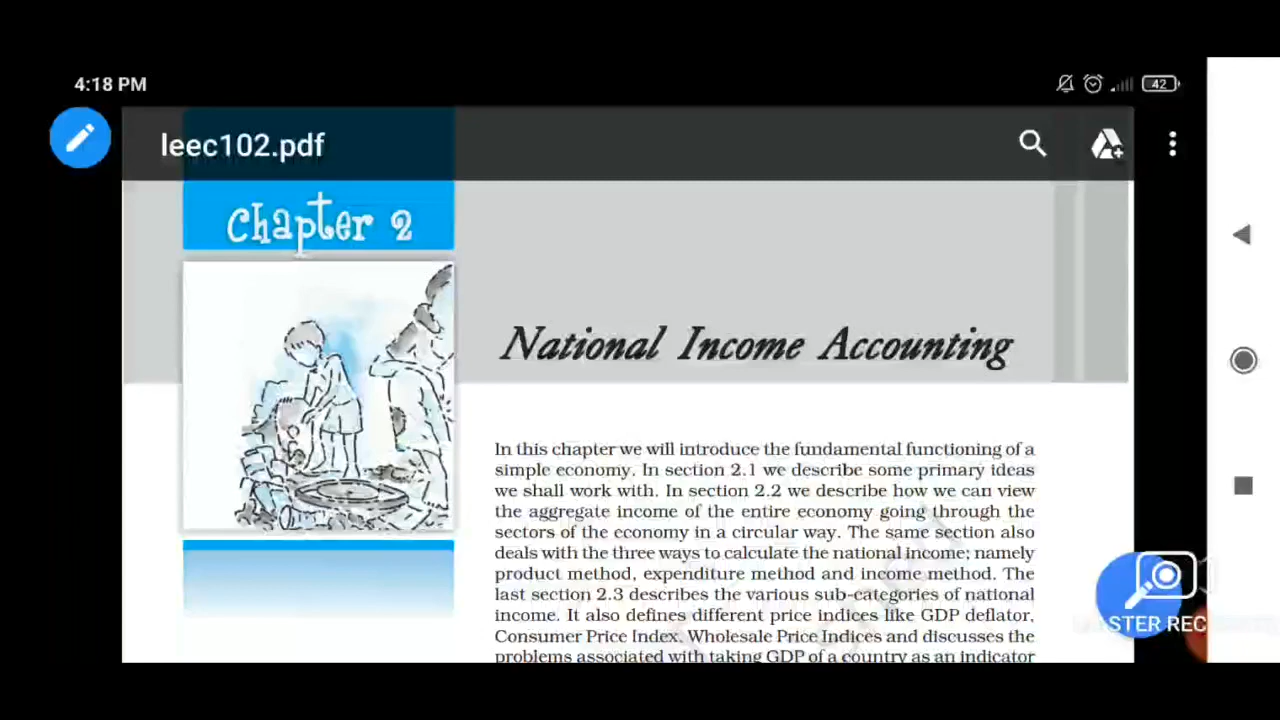 4:18 PM
42
leec102.pdf
Chapter 2
National Income Accounting
In this chapter we will introduce the fundamental functioning of a
simple economy. In section 2.1 we describe some primary ideas
we shall work with. In section 2.2 we describe how we can view
the aggregate income of the entire economy going through the
sectors of the economy in a circular way. The same section also
deals with the three ways to calculate the national income; namely
product method, expenditure method and income method. The
last section 2.3 describes the various sub-categories of national
income. It also defines different price indices like GDP deflator,
Consumer Price Index, Wholesale Price Indices and discusses the
problems associated with taking GDP of a country as an indicator
STER REC